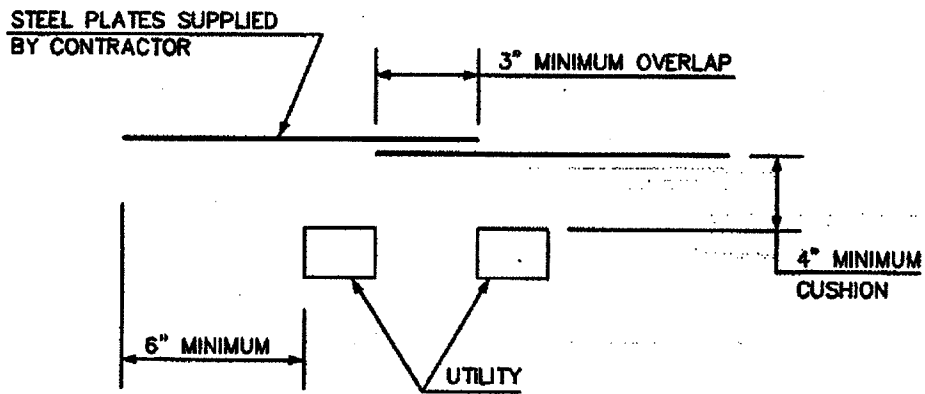 STEEL PLATES SUPPLIED
BY CONTRACTOR
3" MINIMUM OVERLAP
4" MINIMUM
CUSHION
6" MINIMUM
UTILITY